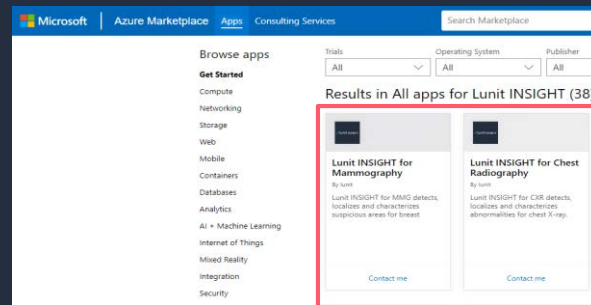 Microsoft Azure Marketplace Apps Consulting Services Search Marketplace
Browse apps
Get Started
Compute
Networking
Storage
Web
Mobile
Containers
Databases
Analytics
AI + Machine Learning
Internet of Things
Mixed Reality
Integration
Security
Trials Operating System Publisher
All All All
Results in All apps for Lunit INSIGHT (38)
Lunit INSIGHT for
Mammography
By lunit
Lunit INSIGHT for MMG detects,
localizes and characterizes
suspicious areas for breast
Contact me
Lunit INSIGHT for Chest
Radiography
By lunit
Lunit INSIGHT for CXR detects,
localizes and characterizes
abnormalities for chest X-ray.
Contact me